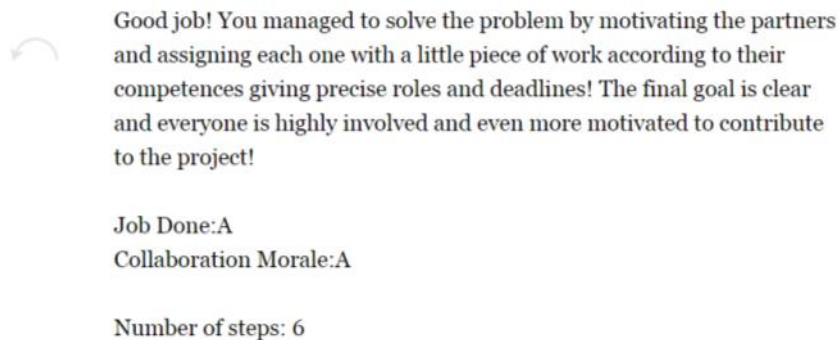 Good job! You managed to solve the problem by motivating the partners
and assigning each one with a little piece of work according to their
competences giving precise roles and deadlines! The final goal is clear
and everyone is highly involved and even more motivated to contribute
to the project!
Job Done:A
Collaboration Morale:A
Number of steps: 6